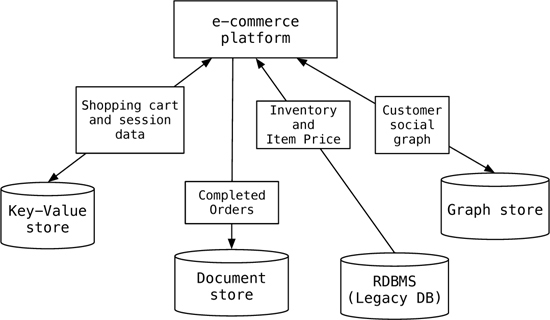 e-commerce
platform
Shopping cart
and session
data
Inventory
and
Item Price
Customer
social
graph
Completed
Orders
Key-Value
store
Graph store
Document
store
RDBMS
(Legacy DB)